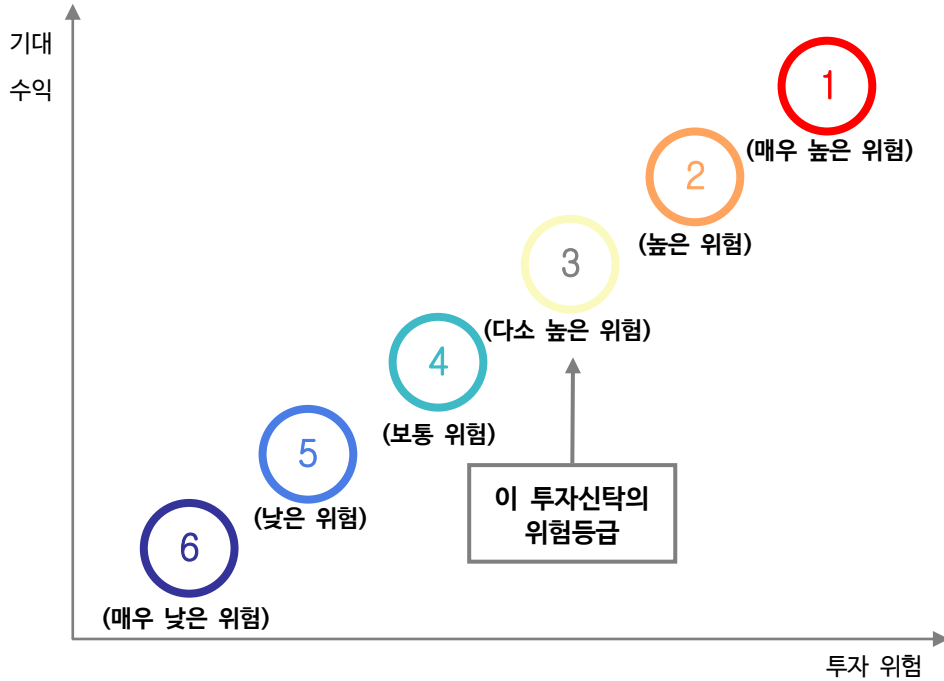 기대
수익
1
(매우 높은 위험)
2
(높은 위험)
3
(다소 높은 위험)
4
(보통 위험)
5
(낮은 위험)
이 투자신탁의
위험등급
6
(매우 낮은 위험)
투자 위험